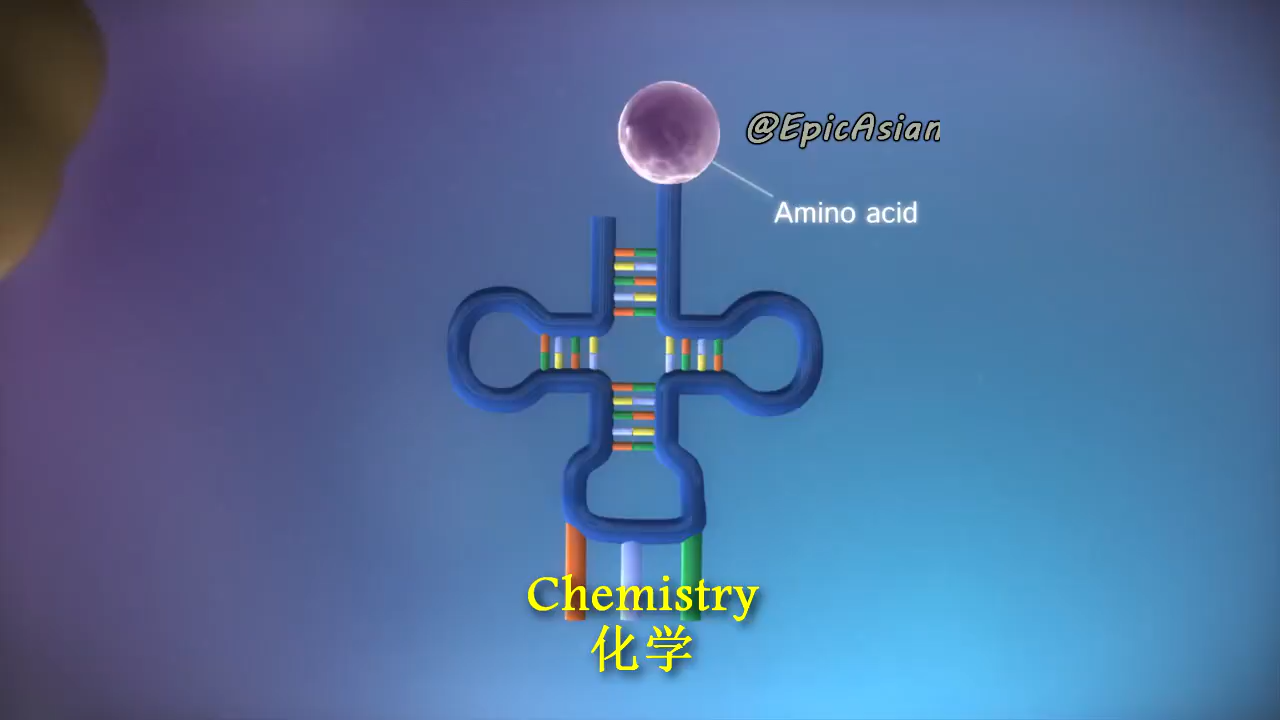 @EpicAsian
Amino acid
Chemistry
化学